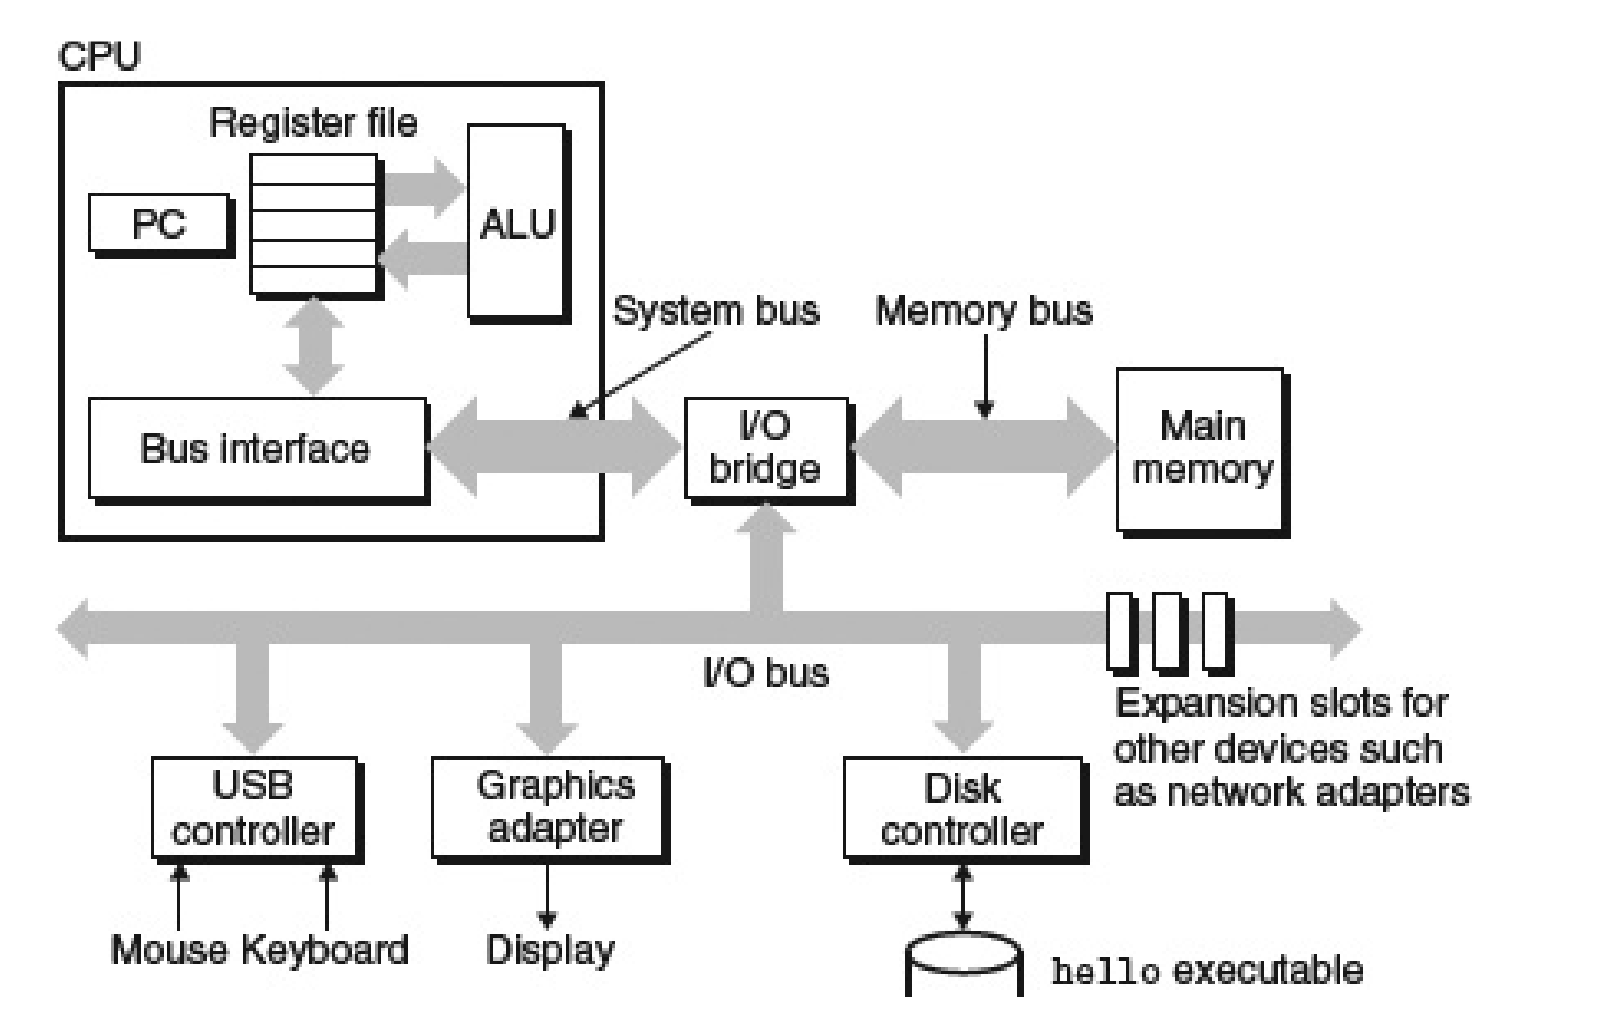 CPU
Register file
PC
ALU
System bus
Memory bus
Bus interface
I/O
bridge
Main
memory
I/O bus
Expansion slots for
other devices such
as network adapters
USB
controller
Graphics
adapter
Disk
controller
Mouse Keyboard
Display
hello executable